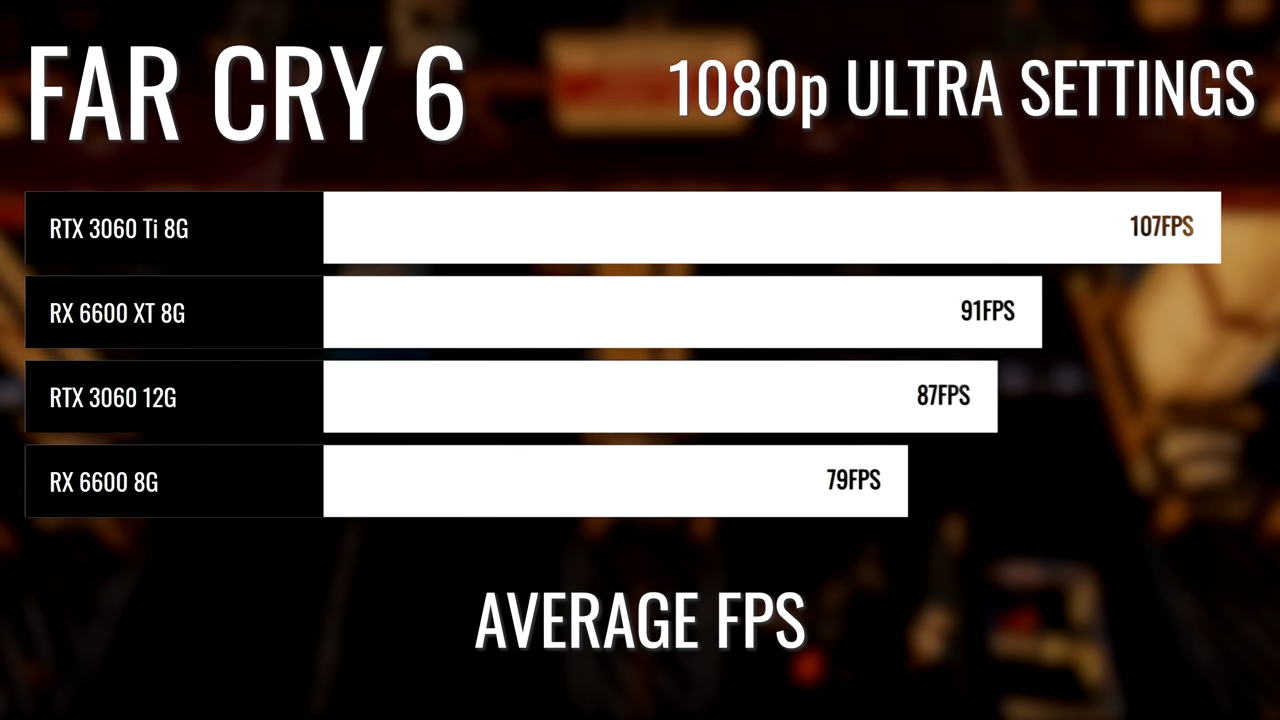 FAR CRY 6
1080p ULTRA SETTINGS
RTX 3060 Ti 8G
107FPS
RX 6600 XT 8G
91FPS
RTX 3060 12G
87FPS
RX 6600 8G
79FPS
AVERAGE FPS